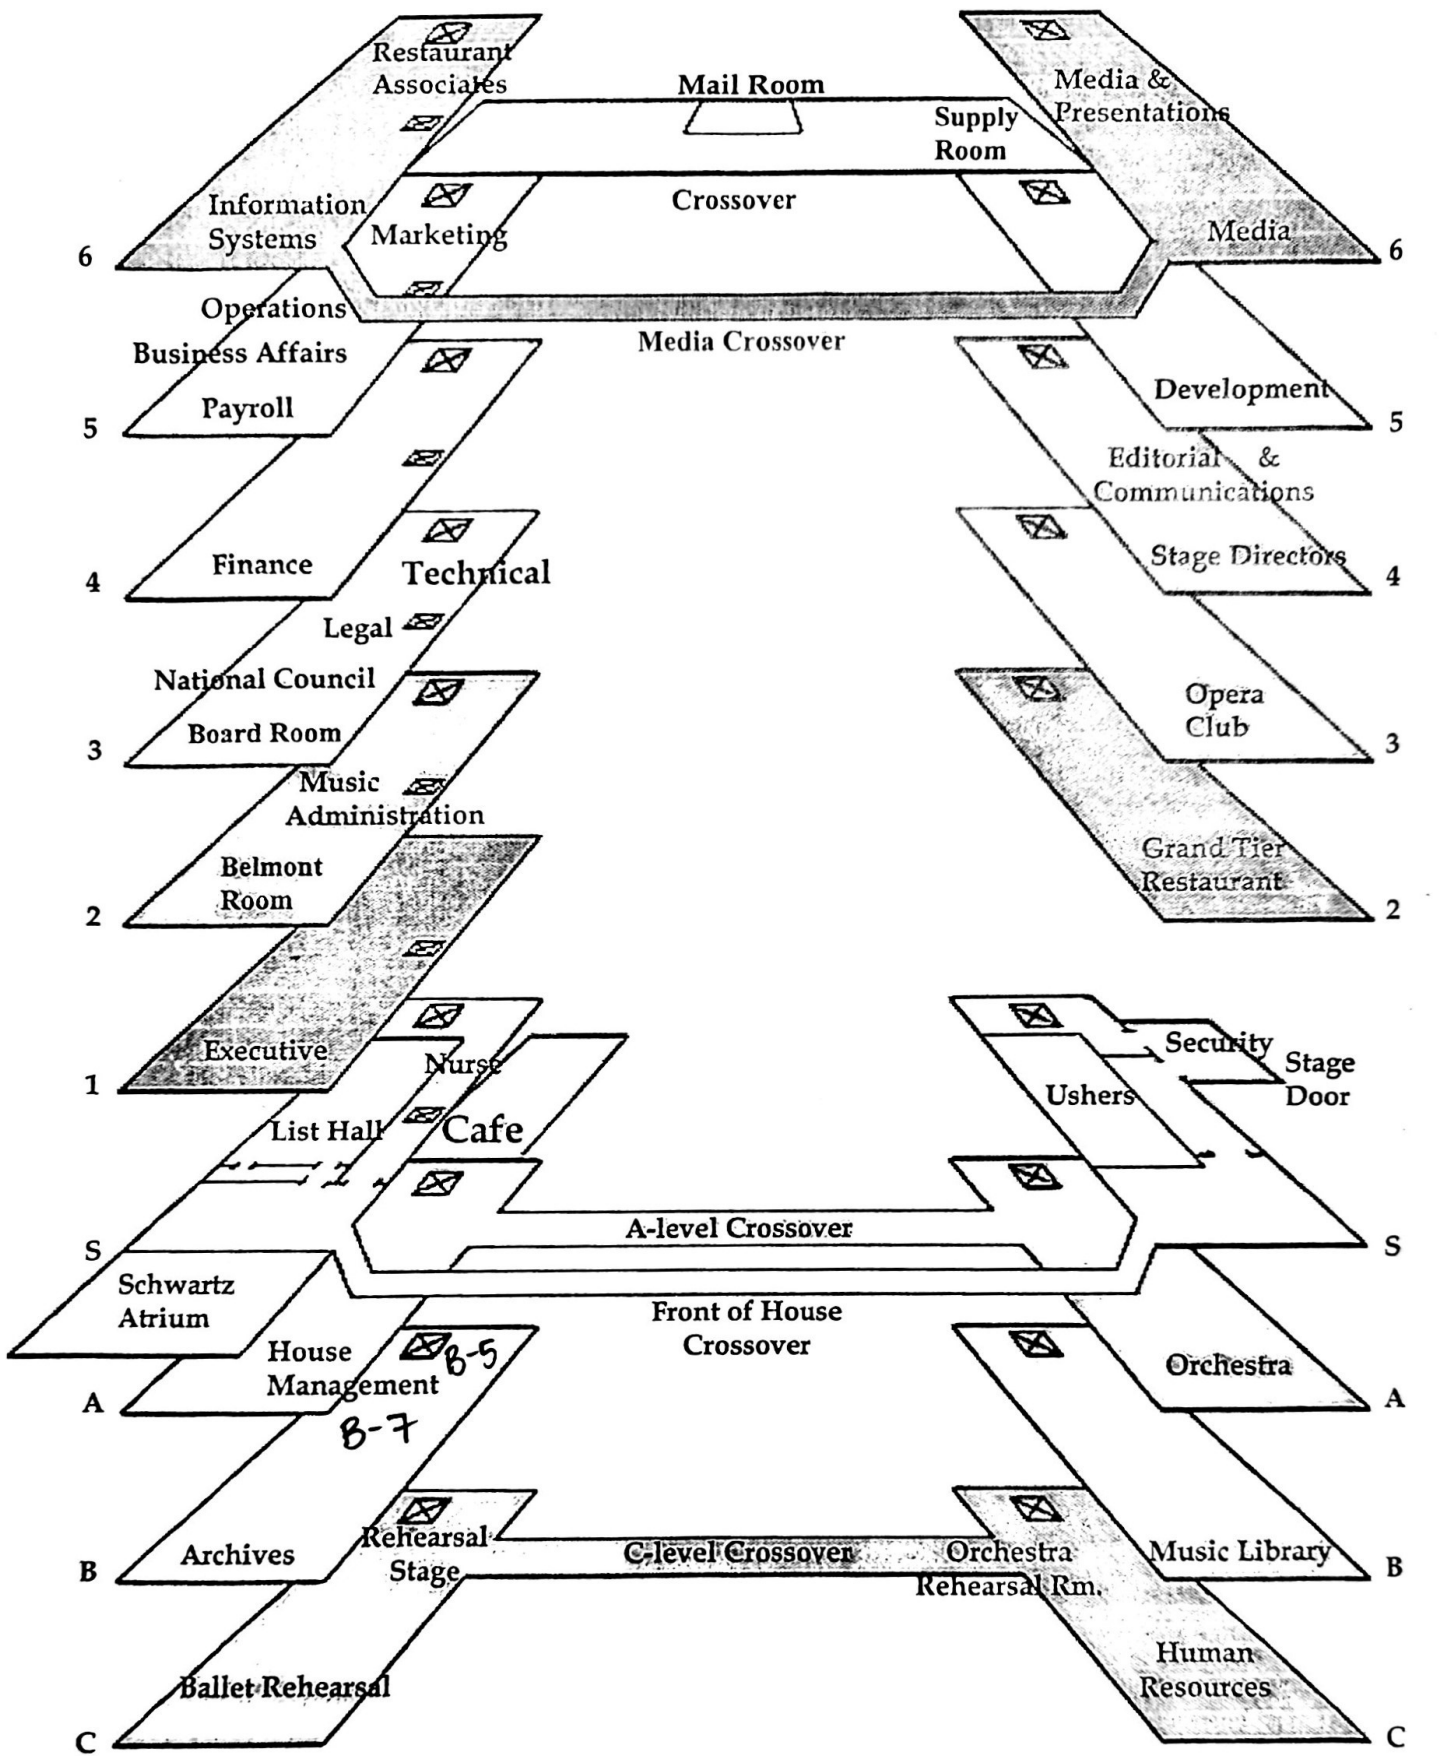 Restaurant
Associates
Mail Room
Media &
Presentations
Supply
Room
Crossover
Information
Systems
Marketing
Media
6
6
Operations
Media Crossover
Business Affairs
Payroll
Development
5
5
Editorial &
Communications
Finance
Technical
Stage Directors
4
4
Legal
National Council
Board Room
Opera
Club
3
3
Music
Administration
Belmont
Room
Grand Tier
Restaurant
2
2
Executive
Nurse
Security
Stage
Door
1
Ushers
List Hall
Cafe
A-level Crossover
S
S
Schwartz
Atrium
Front of House
Crossover
House
Management
B-5
Orchestra
A
A
B-7
Archives
Rehearsal
Stage
C-level Crossover
Orchestra
Rehearsal Rm.
Music Library
B
B
Human
Resources
Ballet Rehearsal
C
C